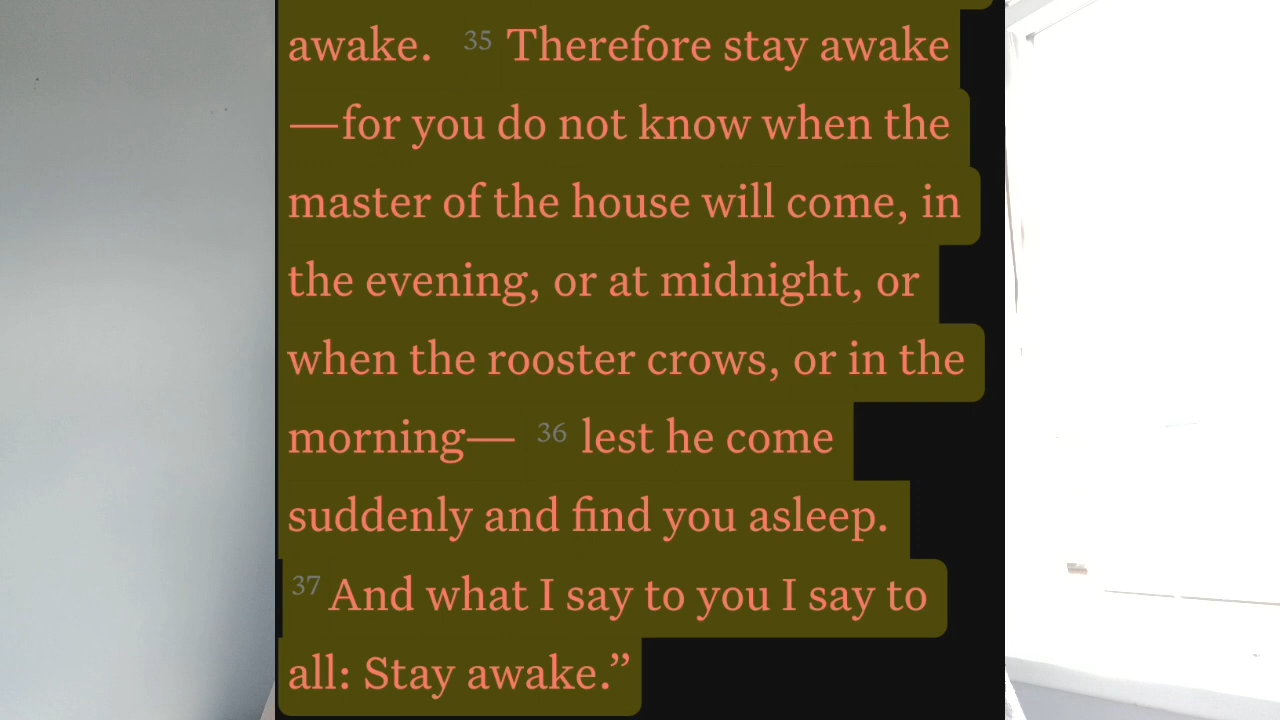 awake. 35 Therefore stay awake
—for you do not know when the
master of the house will come, in
the evening, or at midnight, or
when the rooster crows, or in the
morning— 36 lest he come
suddenly and find you asleep.
37 And what I say to you I say to
all: Stay awake.”